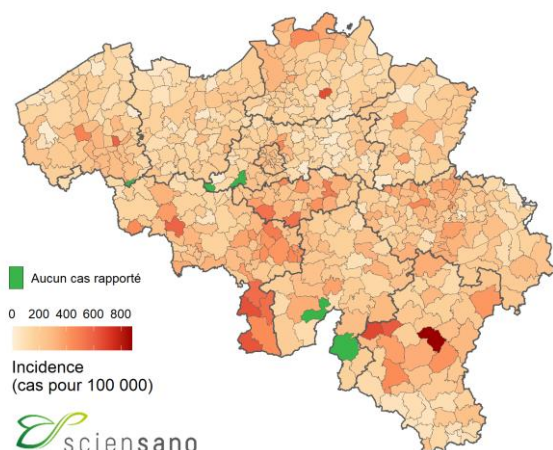 Aucun cas rapporté
0 200 400 600 800
Incidence
(cas pour 100 000)
sciensano